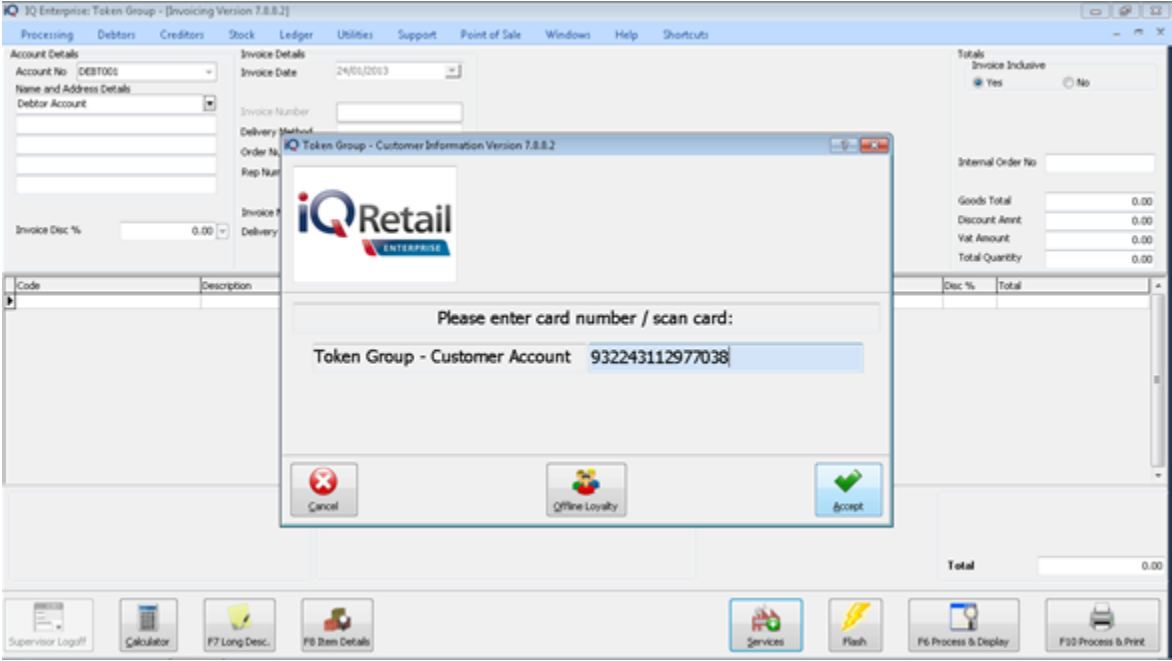 IQ Enterprise: Token Group - [Invoicing Version 7.8.8.2]
Processing Debtors Creditors Stock Ledger Utilities Support Point of Sale Windows Help Shortcuts
Account Details
Account No DEBT001
Name and Address Details
Debtor Account
Invoice Disc % 0.00
Invoice Details
Invoice Date 24/01/2013
Invoice Number
Delivery Method
Order Nu
Rep Num
Invoice
Delivery
Totals
Invoice Inclusive
Yes No
Internal Order No
Goods Total 0.00
Discount Amnt 0.00
Vat Amount 0.00
Total Quantity 0.00
Code Description Disc % Total
iQ Token Group - Customer Information Version 7.8.8.2
iQ Retail
ENTERPRISE
Please enter card number / scan card:
Token Group - Customer Account 932243112977038
Cancel Offline Loyalty Accept
Total 0.00
Supervisor Logoff Calculator F7 Long Desc. F8 Item Details Services Flash F6 Process & Display F10 Process & Print